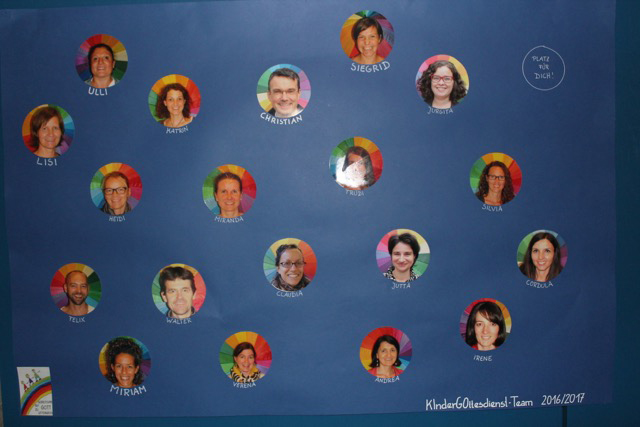 ULLI
SIEGRID
KATRIN
CHRISTIAN
JURGITA
PLATZ
FÜR
DICH!
LISI
HEIDI
MIRANDA
TRUDI
SILVIA
FELIX
WALTER
CLAUDIA
JUTTA
CORDULA
MIRIAM
VERENA
ANDREA
IRENE
KInderGOttesdienst-Team 2016/2017